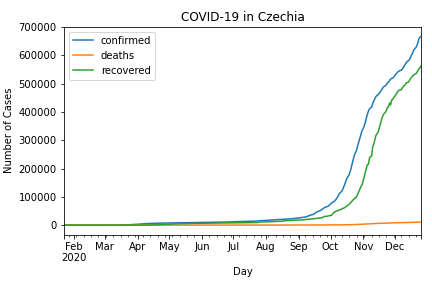 COVID-19 in Czechia
confirmed
deaths
recovered
Number of Cases
700000
600000
500000
400000
300000
200000
100000
0
Feb Mar Apr May Jun Jul Aug Sep Oct Nov Dec
2020
Day